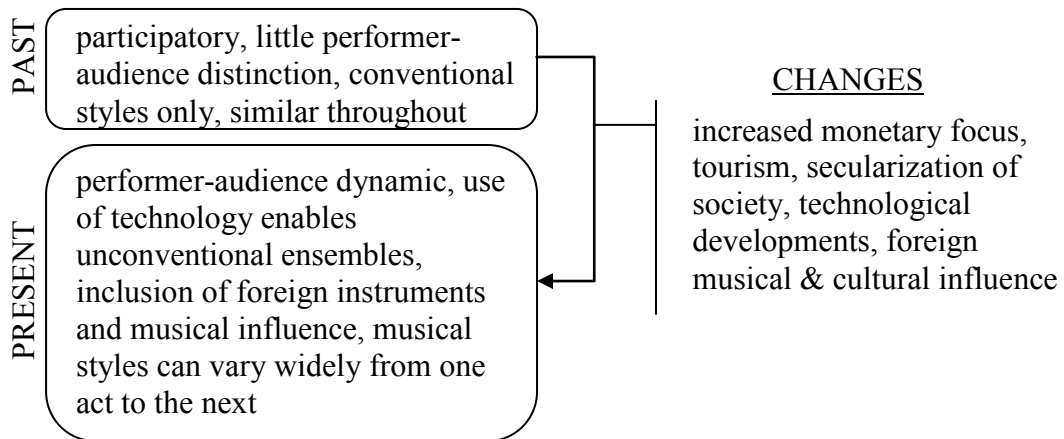 PAST
participatory, little performer-
audience distinction, conventional
styles only, similar throughout
PRESENT
performer-audience dynamic, use
of technology enables
unconventional ensembles,
inclusion of foreign instruments
and musical influence, musical
styles can vary widely from one
act to the next
CHANGES
increased monetary focus,
tourism, secularization of
society, technological
developments, foreign
musical & cultural influence